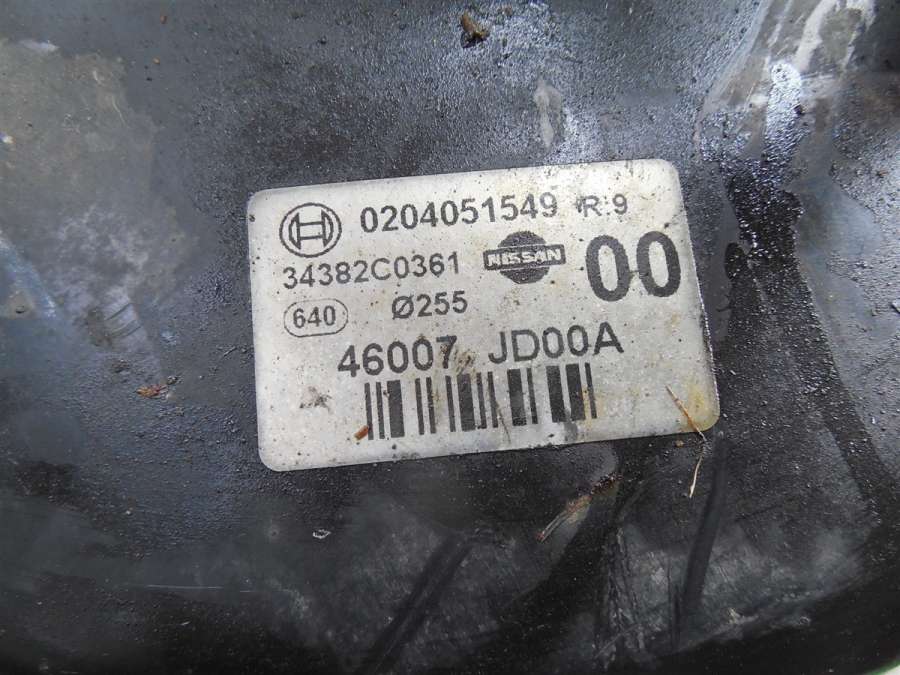 0204051549 R:9
34382C0361 NISSAN 00
640 Ø255
46007 JD00A